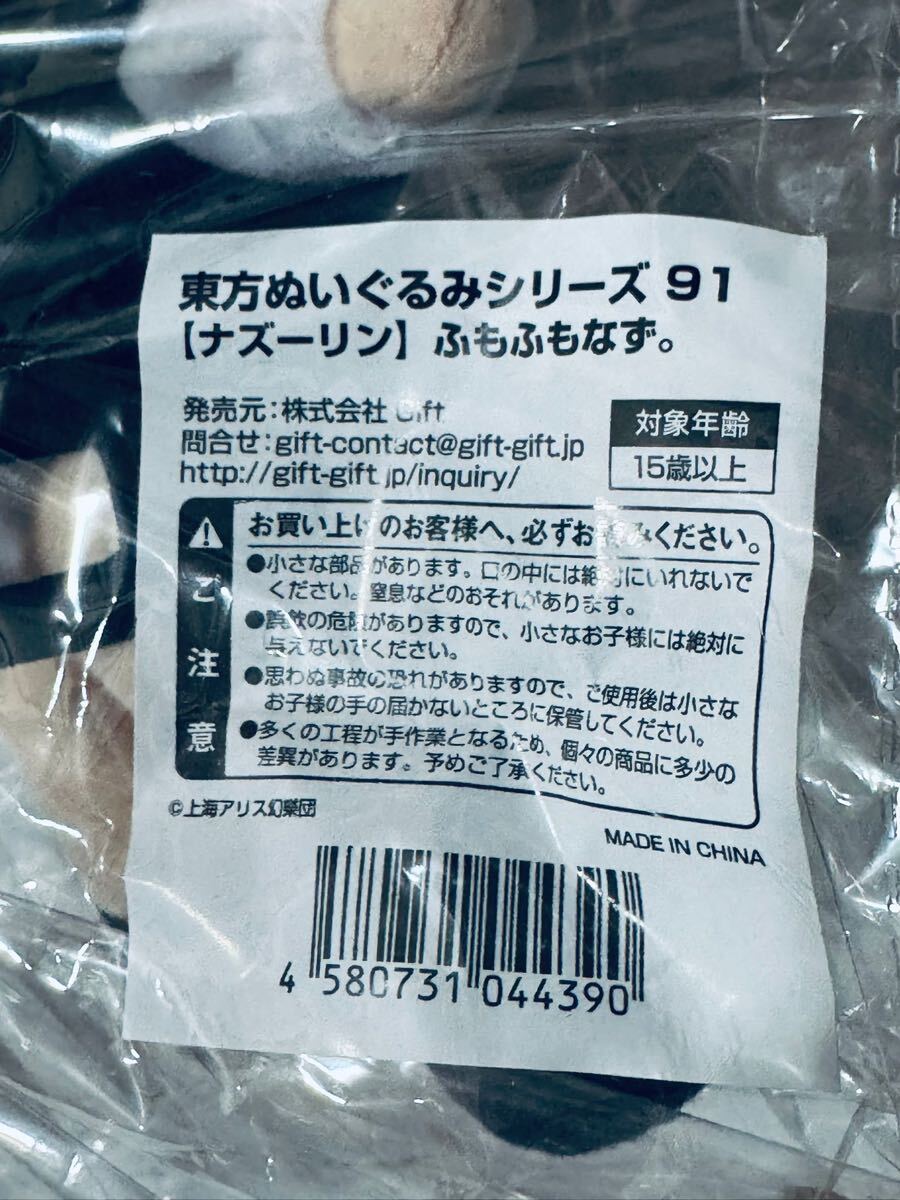 東方ぬいぐるみシリーズ 91
【ナズーリン】ふもふもなず。
発売元:株式会社 Gift
問合せ:gift-contact@gift-gift.jp
http://gift-gift.jp/inquiry/
対象年齢
15歳以上
ご注意
お買い上げのお客様へ、必ずお読みください。
●小さな部品があります。口の中には絶対にいれないで
ください。窒息などのおそれがあります。
●誤飲の危険がありますので、小さなお子様には絶対に
与えないでください。
●思わぬ事故の恐れがありますので、ご使用後は小さな
お子様の手の届かないところに保管してください。
●多くの工程が手作業となるため、個々の商品に多少の
差異があります。予めご了承ください。
©上海アリス幻樂団
MADE IN CHINA
4 580731 044390